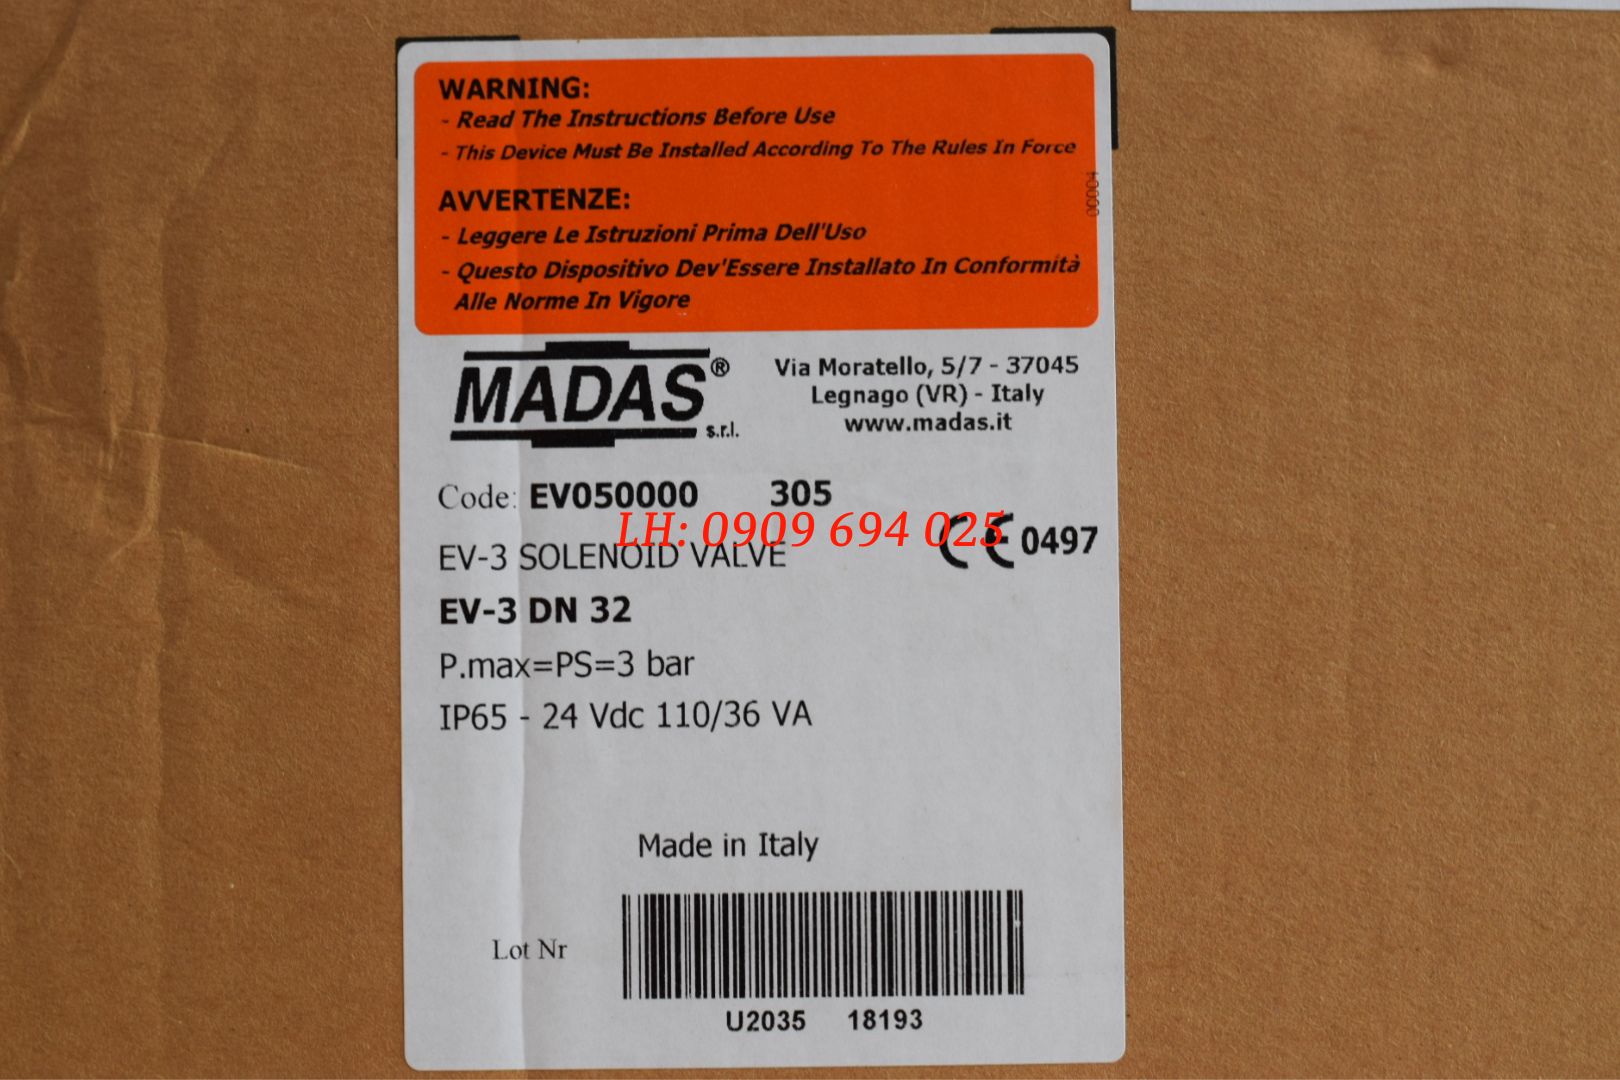 WARNING:
- Read The Instructions Before Use
- This Device Must Be Installed According To The Rules In Force
00004
AVVERTENZE:
- Leggere Le Istruzioni Prima Dell'Uso
- Questo Dispositivo Dev'Essere Installato In Conformità
Alle Norme In Vigore
MADAS®
s.r.l.
Via Moratello, 5/7 - 37045
Legnago (VR) - Italy
www.madas.it
Code: EV050000 305
LH: 0909 694 025
CE 0497
EV-3 SOLENOID VALVE
EV-3 DN 32
P.max=PS=3 bar
IP65 - 24 Vdc 110/36 VA
Made in Italy
Lot Nr
U2035 18193